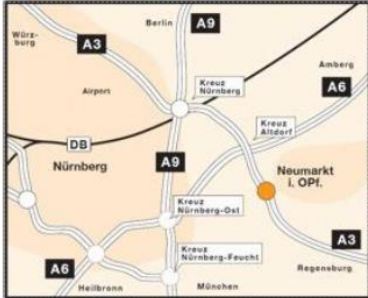 Würz-
burg
A3
Berlin
A9
Airport
Kreuz
Nürnberg
Amberg
A6
Kreuz
Altdorf
DB
Nürnberg
A9
Neumarkt
i. OPf.
Kreuz
Nürnberg-Ost
A6
Heilbronn
Kreuz
Nürnberg-Feucht
München
A3
Regensburg